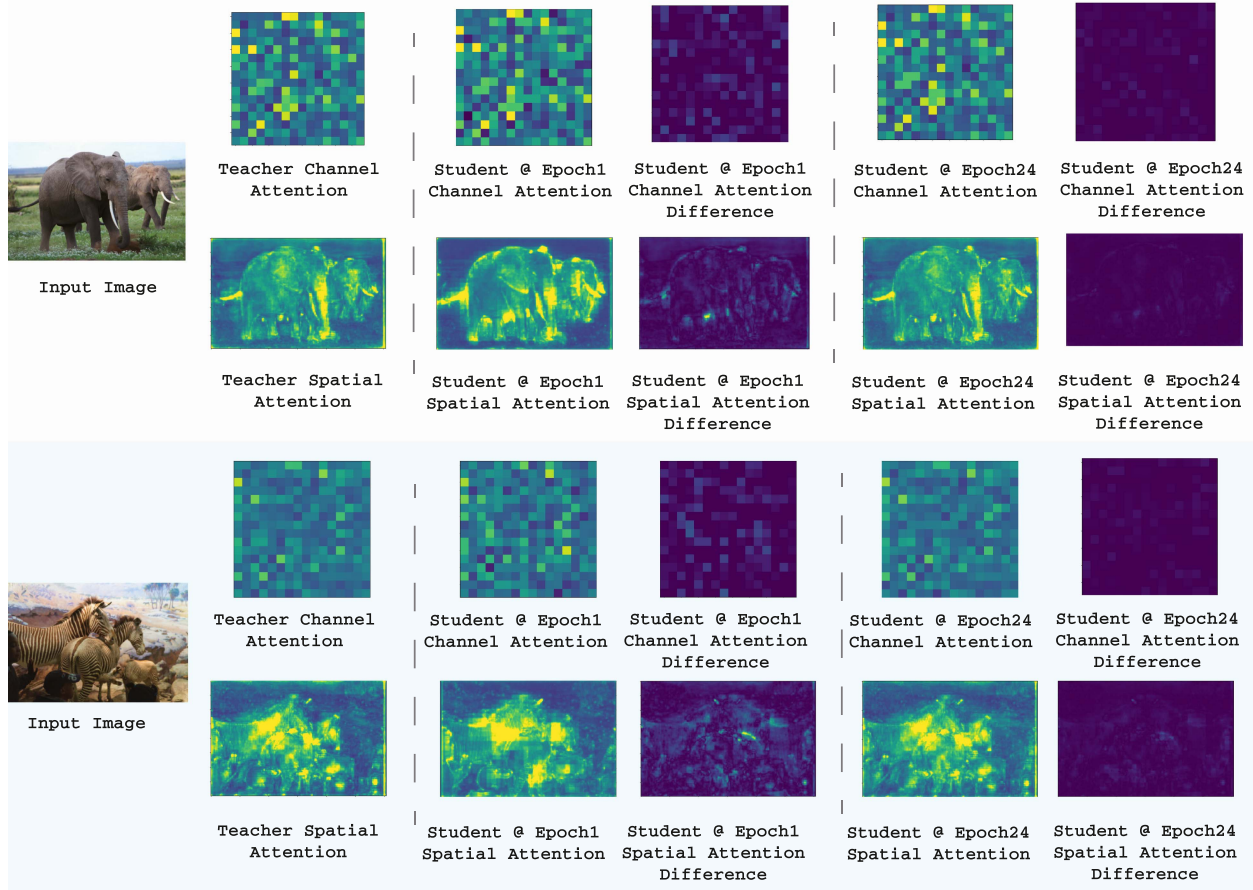 Teacher Channel
Attention
Student @ Epoch1
Channel Attention
Student @ Epoch1
Channel Attention
Difference
Student @ Epoch24
Channel Attention
Student @ Epoch24
Channel Attention
Difference
Input Image
Teacher Spatial
Attention
Student @ Epoch1
Spatial Attention
Student @ Epoch1
Spatial Attention
Difference
Student @ Epoch24
Spatial Attention
Student @ Epoch24
Spatial Attention
Difference
Teacher Channel
Attention
Student @ Epoch1
Channel Attention
Student @ Epoch1
Channel Attention
Difference
Student @ Epoch24
Channel Attention
Student @ Epoch24
Channel Attention
Difference
Input Image
Teacher Spatial
Attention
Student @ Epoch1
Spatial Attention
Student @ Epoch1
Spatial Attention
Difference
Student @ Epoch24
Spatial Attention
Student @ Epoch24
Spatial Attention
Difference